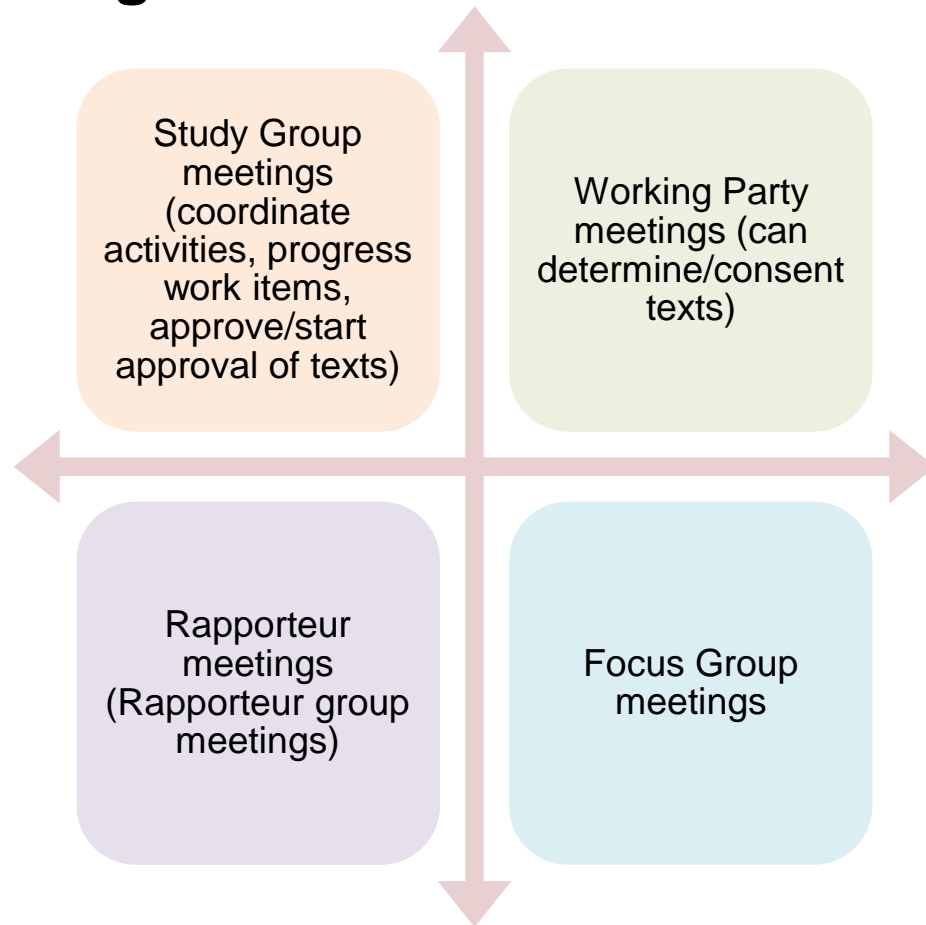 Study Group
meetings
(coordinate
activities, progress
work items,
approve/start
approval of texts)
Working Party
meetings (can
determine/consent
texts)
Rapporteur
meetings
(Rapporteur group
meetings)
Focus Group
meetings